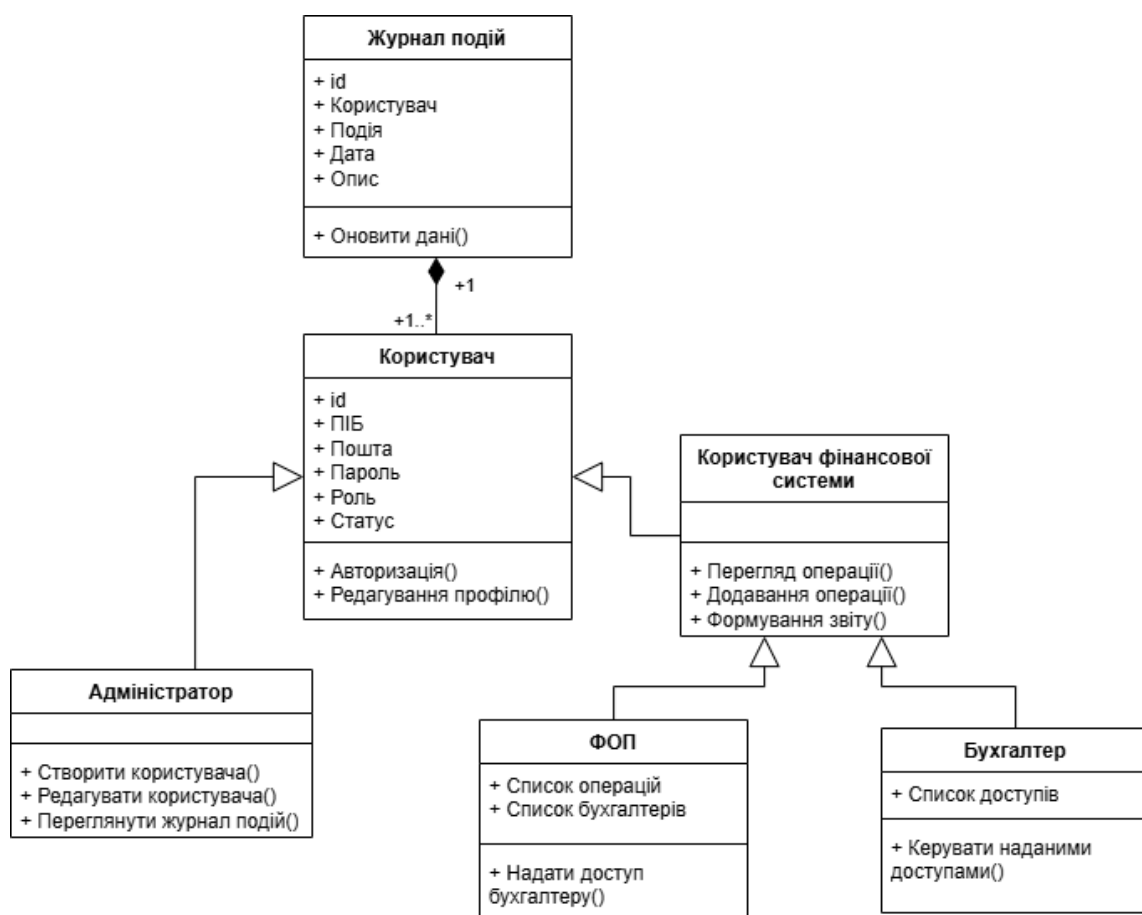 Журнал подій
+ id
+ Користувач
+ Подія
+ Дата
+ Опис
+ Оновити дані()
+1
+1..*
Користувач
+ id
+ ПІБ
+ Пошта
+ Пароль
+ Роль
+ Статус
+ Авторизація()
+ Редагування профілю()
Користувач фінансової
системи
+ Перегляд операції()
+ Додавання операції()
+ Формування звіту()
Адміністратор
+ Створити користувача()
+ Редагувати користувача()
+ Переглянути журнал подій()
ФОП
+ Список операцій
+ Список бухгалтерів
+ Надати доступ
бухгалтеру()
Бухгалтер
+ Список доступів
+ Керувати наданими
доступами()